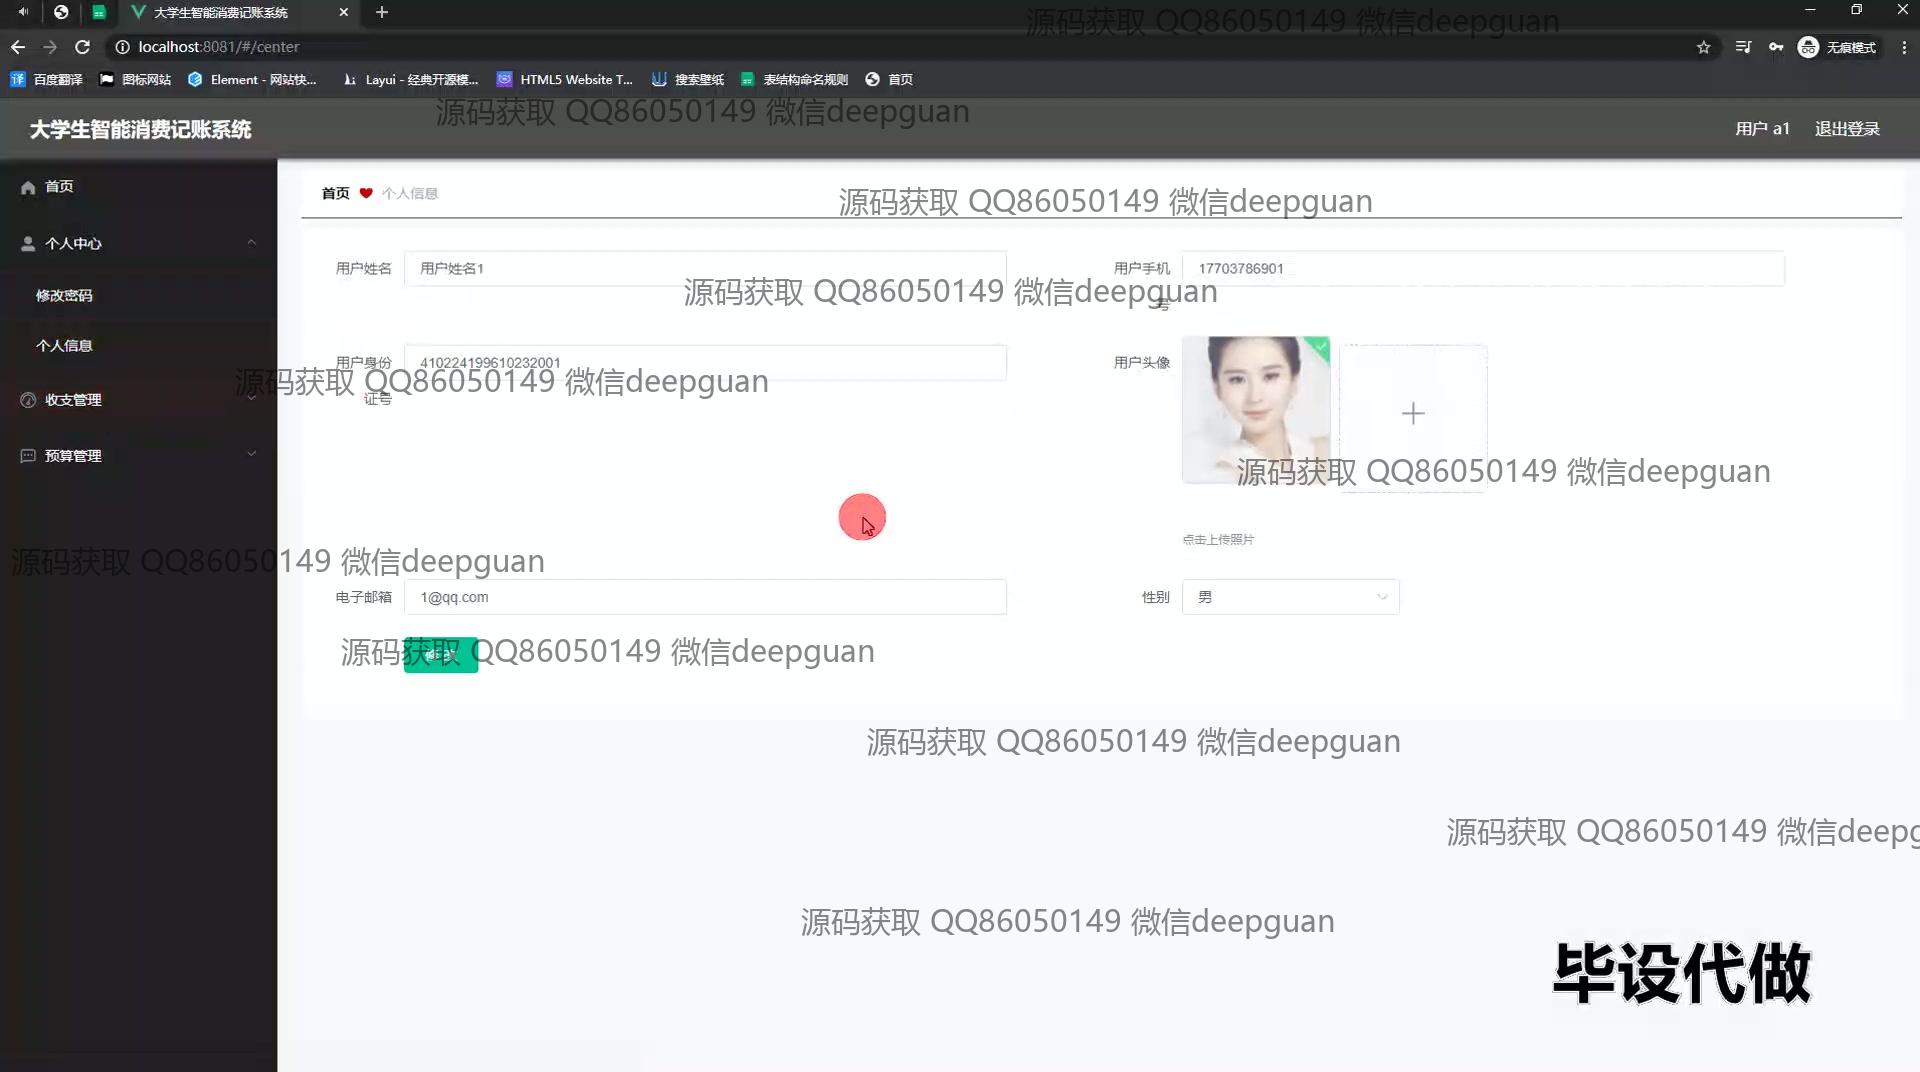 大学生智能消费记账系统
源码获取 QQ86050149 微信deepguan
localhost:8081/#/center
无痕模式
百度翻译
图标网站
Element - 网站快...
Layui - 经典开源模...
HTML5 Website T...
搜索壁纸
表结构命名规则
首页
源码获取 QQ86050149 微信deepguan
大学生智能消费记账系统
用户 a1
退出登录
首页
首页 个人信息
源码获取 QQ86050149 微信deepguan
个人中心
用户姓名 用户姓名1
用户手机号 17703786901
源码获取 QQ86050149 微信deepguan
修改密码
个人信息
用户身份证号 410224199610232001
用户头像
源码获取 QQ86050149 微信deepguan
收支管理
预算管理
源码获取 QQ86050149 微信deepguan
点击上传照片
源码获取 QQ86050149 微信deepguan
电子邮箱 1@qq.com
性别 男
源码获取 QQ86050149 微信deepguan
源码获取 QQ86050149 微信deepguan
源码获取 QQ86050149 微信deepg
源码获取 QQ86050149 微信deepguan
毕设代做